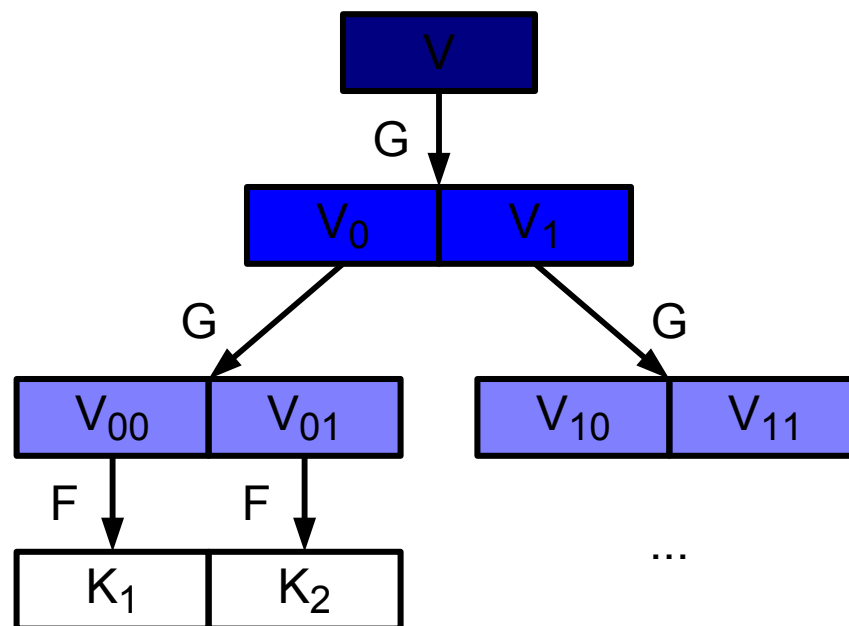 V
G
V₀ V₁
G G
V₀₀ V₀₁ V₁₀ V₁₁
F F
...
K₁ K₂